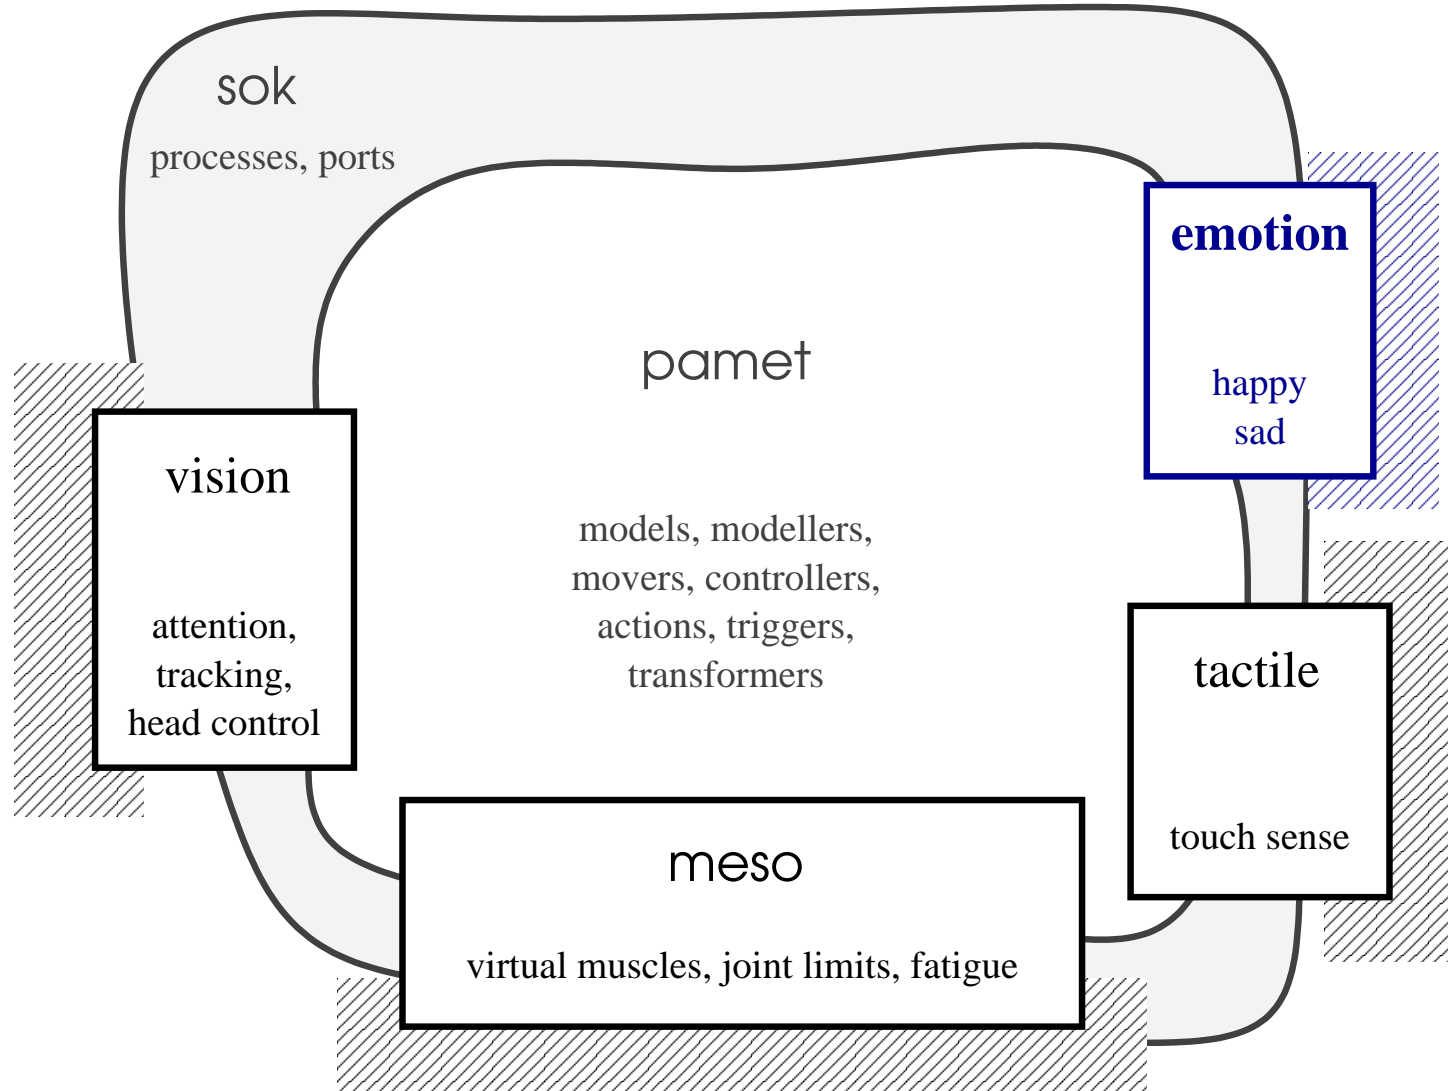 sok
processes, ports
emotion
happy
sad
pamet
models, modellers,
movers, controllers,
actions, triggers,
transformers
vision
attention,
tracking,
head control
tactile
touch sense
meso
virtual muscles, joint limits, fatigue